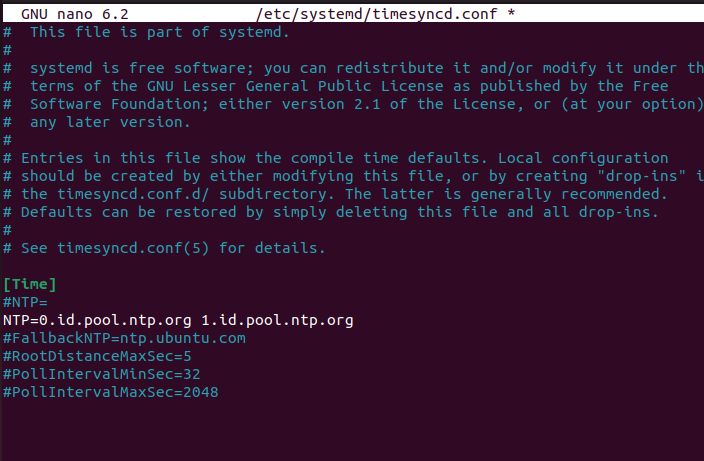 GNU nano 6.2 /etc/systemd/timesyncd.conf *
#  This file is part of systemd.
#
#  systemd is free software; you can redistribute it and/or modify it under th
#  terms of the GNU Lesser General Public License as published by the Free
#  Software Foundation; either version 2.1 of the License, or (at your option)
#  any later version.
#
# Entries in this file show the compile time defaults. Local configuration
# should be created by either modifying this file, or by creating "drop-ins" i
# the timesyncd.conf.d/ subdirectory. The latter is generally recommended.
# Defaults can be restored by simply deleting this file and all drop-ins.
#
# See timesyncd.conf(5) for details.
[Time]
#NTP=
NTP=0.id.pool.ntp.org 1.id.pool.ntp.org
#FallbackNTP=ntp.ubuntu.com
#RootDistanceMaxSec=5
#PollIntervalMinSec=32
#PollIntervalMaxSec=2048